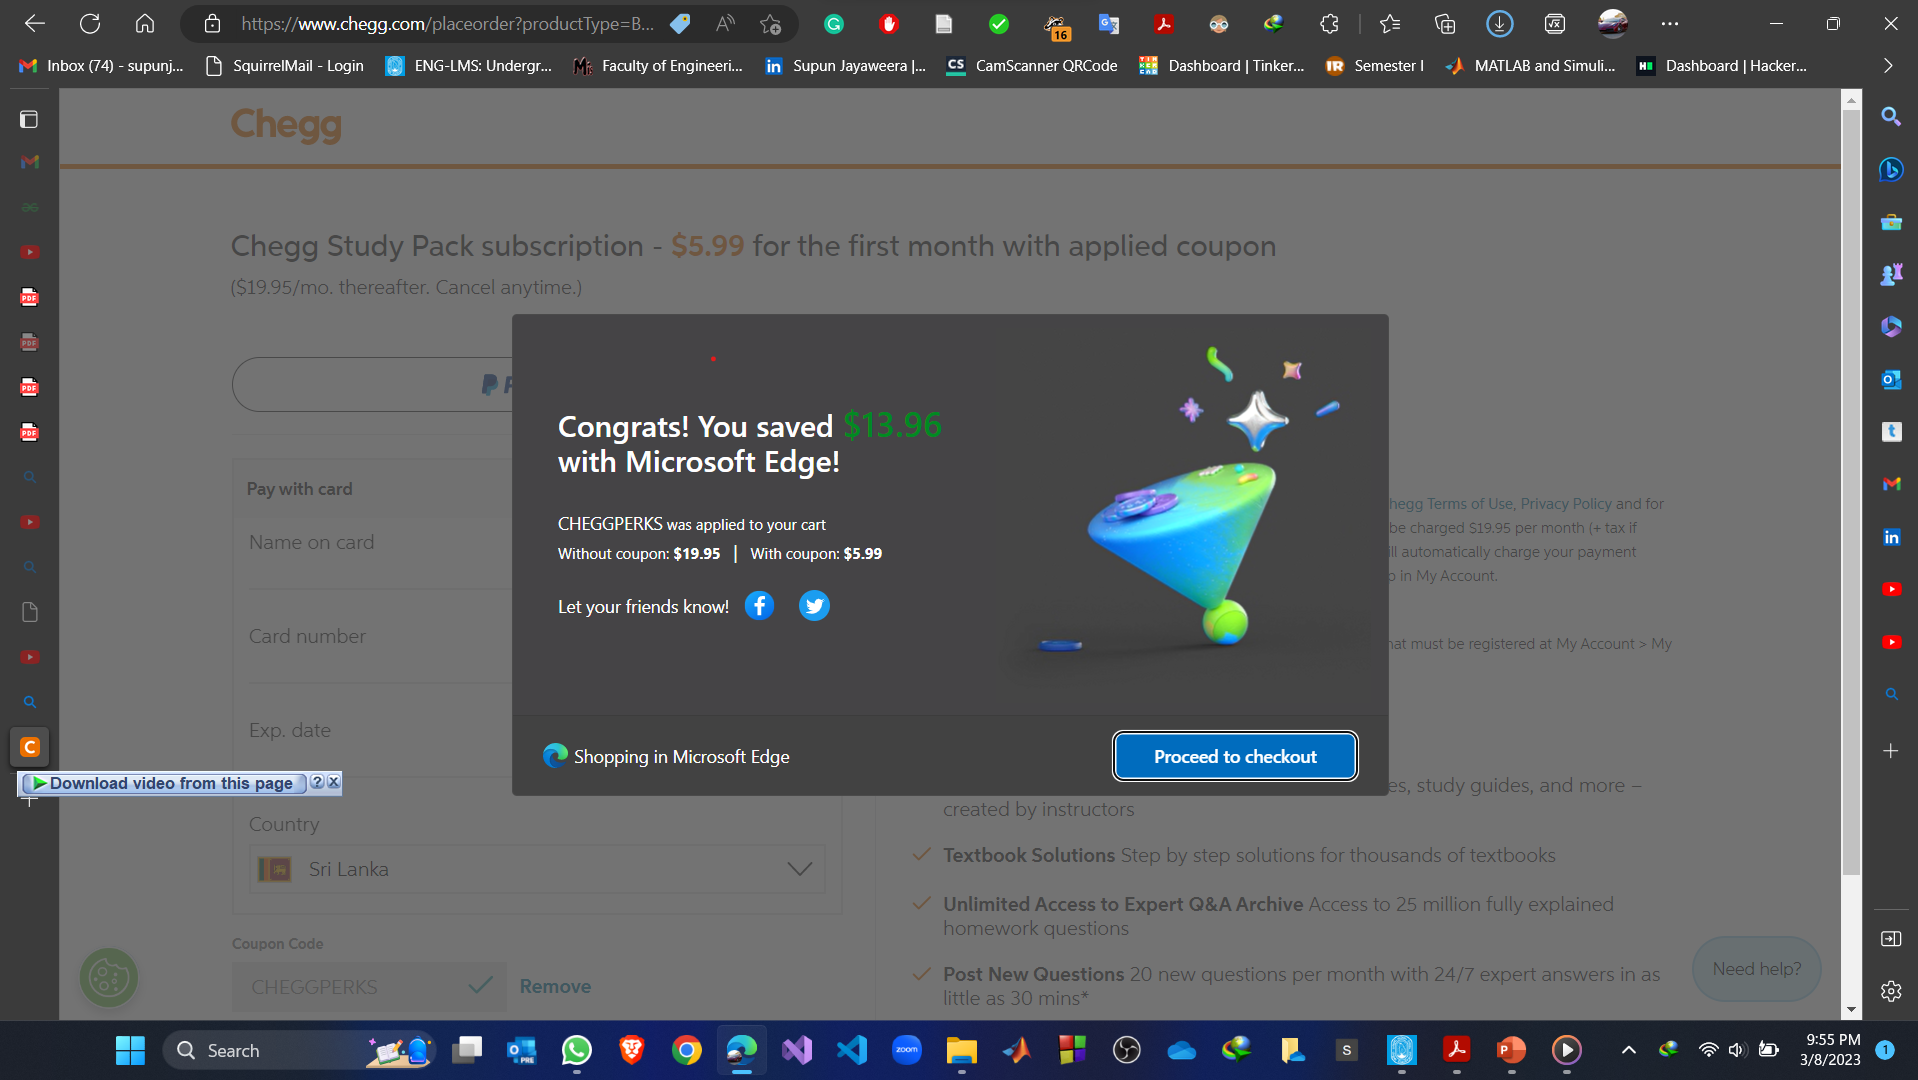 https://www.chegg.com/placeorder?productType=B...
16
Inbox (74) - supunj...
SquirrelMail - Login
ENG-LMS: Undergr...
Faculty of Engineeri...
Supun Jayaweera |...
CamScanner QRCode
Dashboard | Tinker...
Semester I
MATLAB and Simuli...
Dashboard | Hacker...
Chegg
Chegg Study Pack subscription - $5.99 for the first month with applied coupon
($19.95/mo. thereafter. Cancel anytime.)
Congrats! You saved $13.96
with Microsoft Edge!
CHEGGPERKS was applied to your cart
Without coupon: $19.95 | With coupon: $5.99
Let your friends know!
Shopping in Microsoft Edge
Proceed to checkout
Pay with card
Name on card
Card number
Exp. date
Download video from this page
Country
Sri Lanka
Coupon Code
CHEGGPERKS
Remove
Terms of Use, Privacy Policy and for
be charged $19.95 per month (+ tax if
automatically charge your payment
in My Account.
must be registered at My Account > My
study guides, and more –
created by instructors
Textbook Solutions Step by step solutions for thousands of textbooks
Unlimited Access to Expert Q&A Archive Access to 25 million fully explained
homework questions
Post New Questions 20 new questions per month with 24/7 expert answers in as
little as 30 mins*
Need help?
Search
zoom
9:55 PM
3/8/2023
1